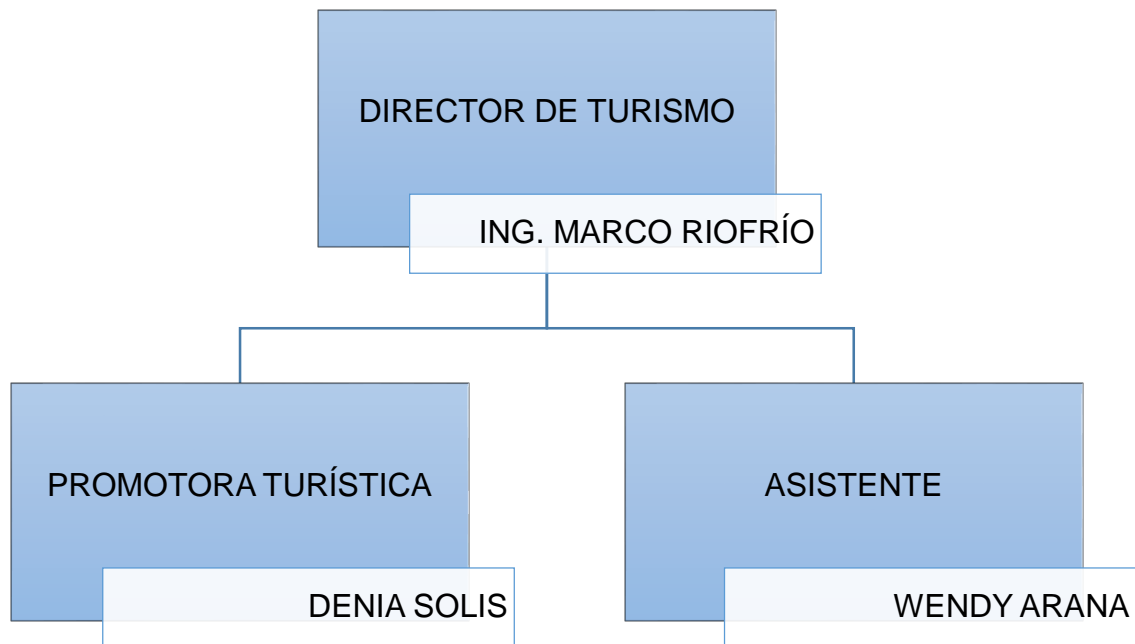 DIRECTOR DE TURISMO
ING. MARCO RIOFRÍO
PROMOTORA TURÍSTICA
DENIA SOLIS
ASISTENTE
WENDY ARANA